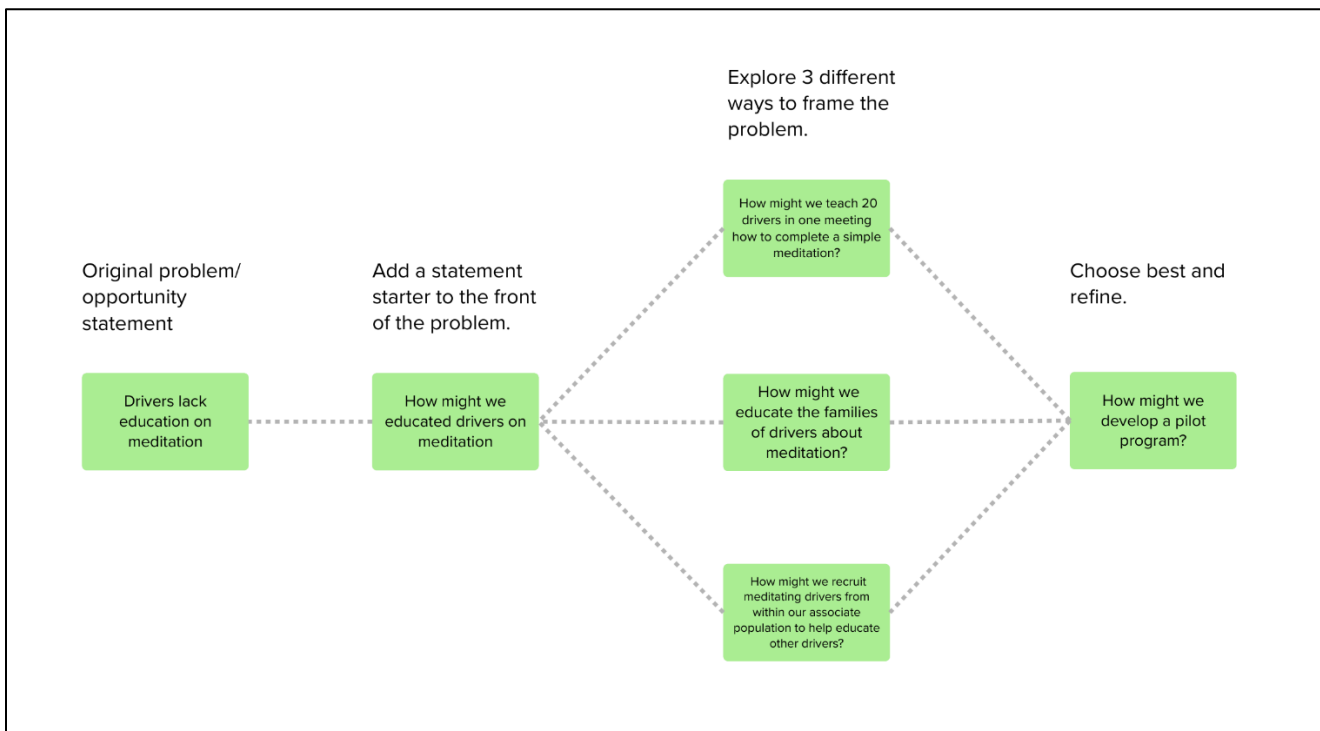 Original problem/
opportunity
statement
Drivers lack
education on
meditation
Add a statement
starter to the front
of the problem.
How might we
educated drivers on
meditation
Explore 3 different
ways to frame the
problem.
How might we teach 20
drivers in one meeting
how to complete a simple
meditation?
How might we
educate the families
of drivers about
meditation?
How might we recruit
meditating drivers from
within our associate
population to help educate
other drivers?
Choose best and
refine.
How might we
develop a pilot
program?